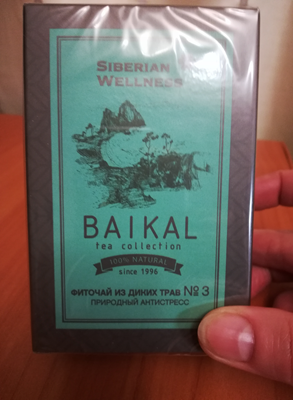 SIBERIAN
WELLNESS
BAIKAL
tea collection
100% NATURAL
since 1996
ФИТОЧАЙ ИЗ ДИКИХ ТРАВ № 3
ПРИРОДНЫЙ АНТИСТРЕСС